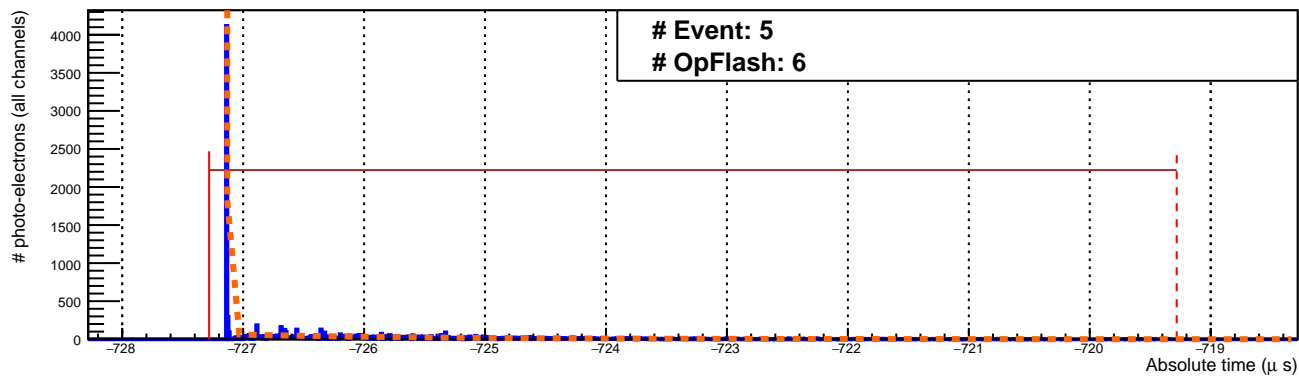 # photo-electrons (all channels)
4000
3500
3000
2500
2000
1500
1000
500
0
# Event: 5
# OpFlash: 6
−728 −727 −726 −725 −724 −723 −722 −721 −720 −719
Absolute time (μ s)